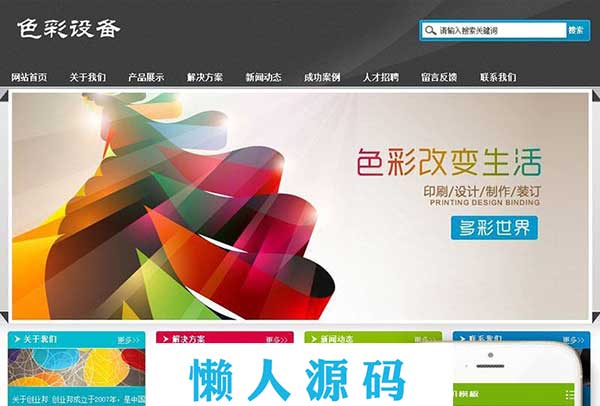 色彩设备
请输入搜索关键词 搜索
网站首页 关于我们 产品展示 解决方案 新闻动态 成功案例 人才招聘 留言反馈 联系我们
色彩改变生活
印刷/设计/制作/装订
PRINTING DESIGN BINDING
多彩世界
关于我们 更多>> 解决方案 更多>> 新闻动态 更多>> 联系我们 更多>>
关于创业邦 创业邦成立于2007年，是中国
懒人源码
模板